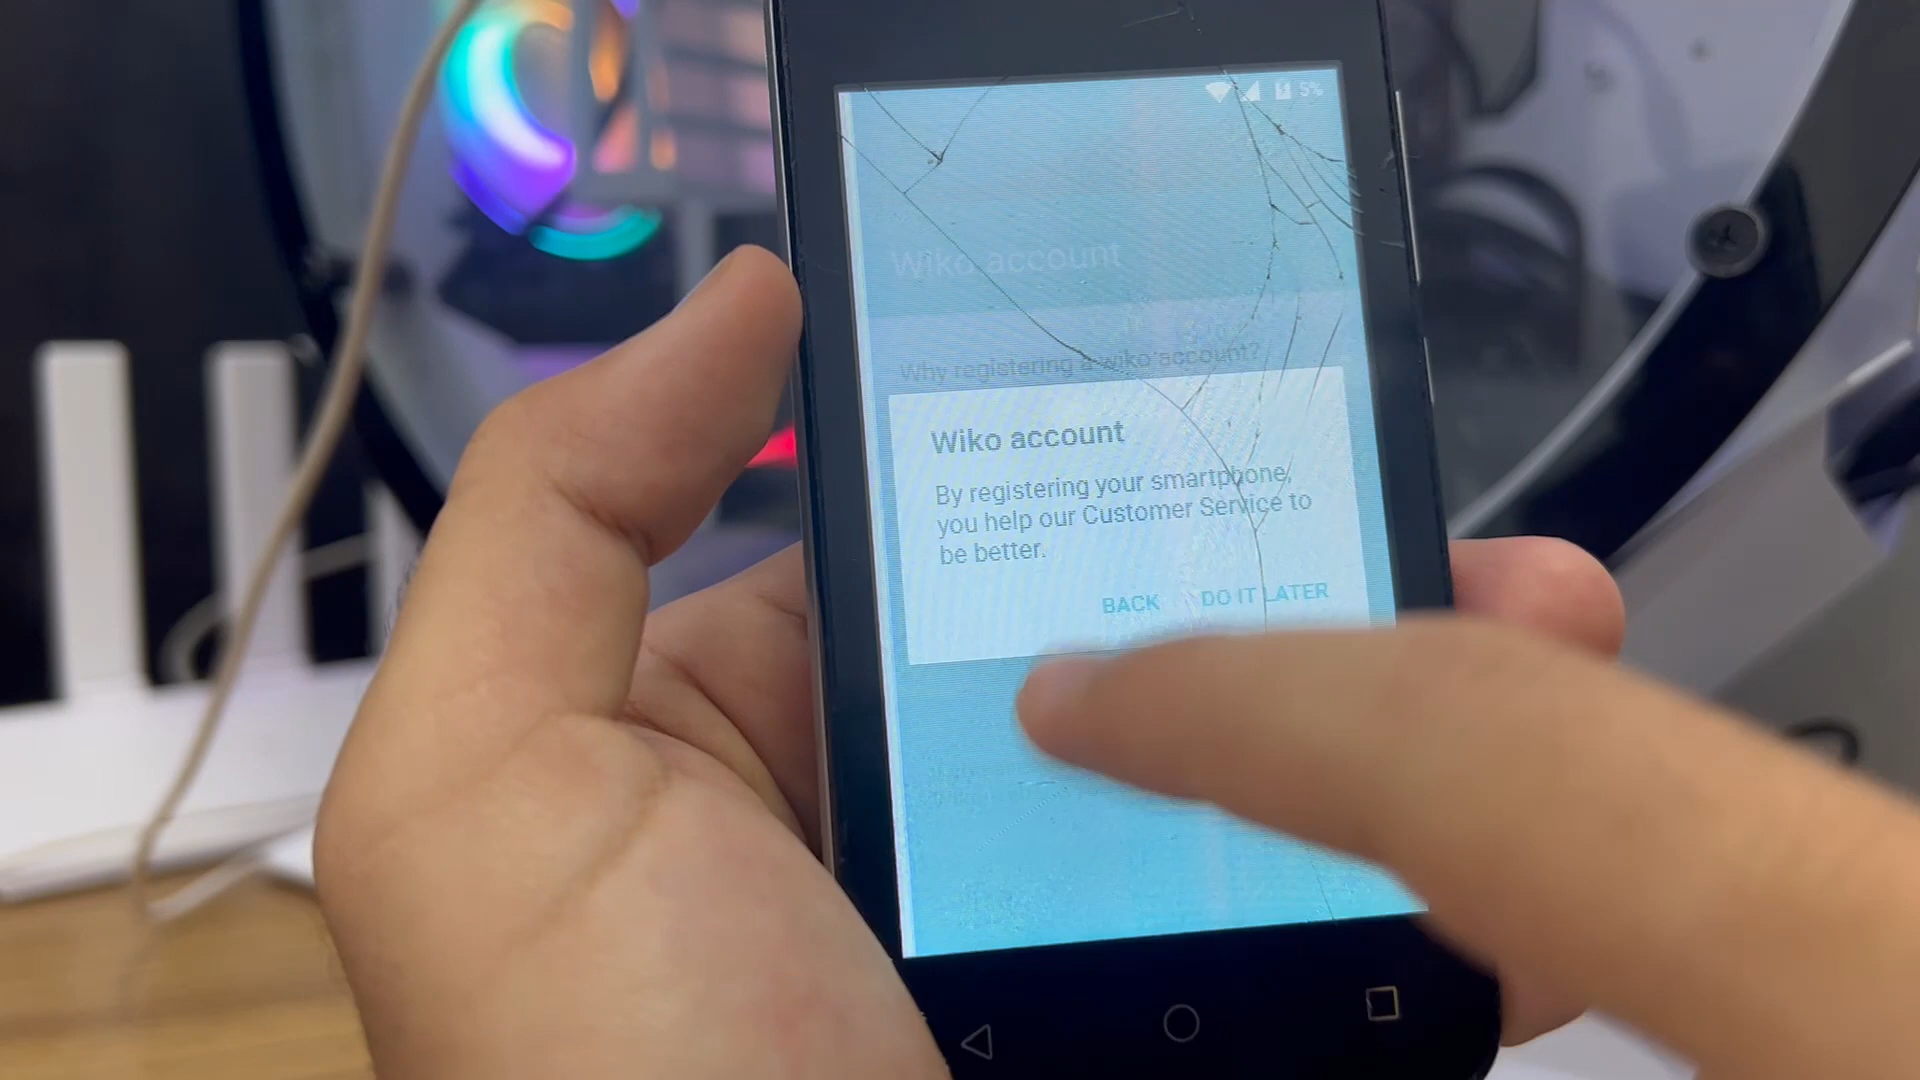 5%
Wiko account
Why registering a wiko account?
Wiko account
By registering your smartphone,
you help our Customer Service to
be better.
BACK DO IT LATER